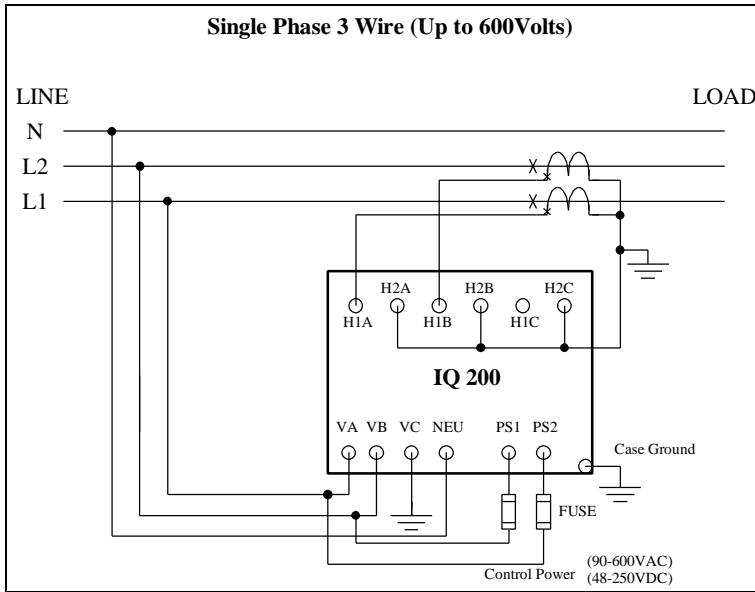 Single Phase 3 Wire (Up to 600Volts)
LINE
LOAD
N
L2
L1
H2A
H2B
H2C
H1A
H1B
H1C
IQ 200
VA
VB
VC
NEU
PS1
PS2
Case Ground
FUSE
Control Power
(90-600VAC)
(48-250VDC)